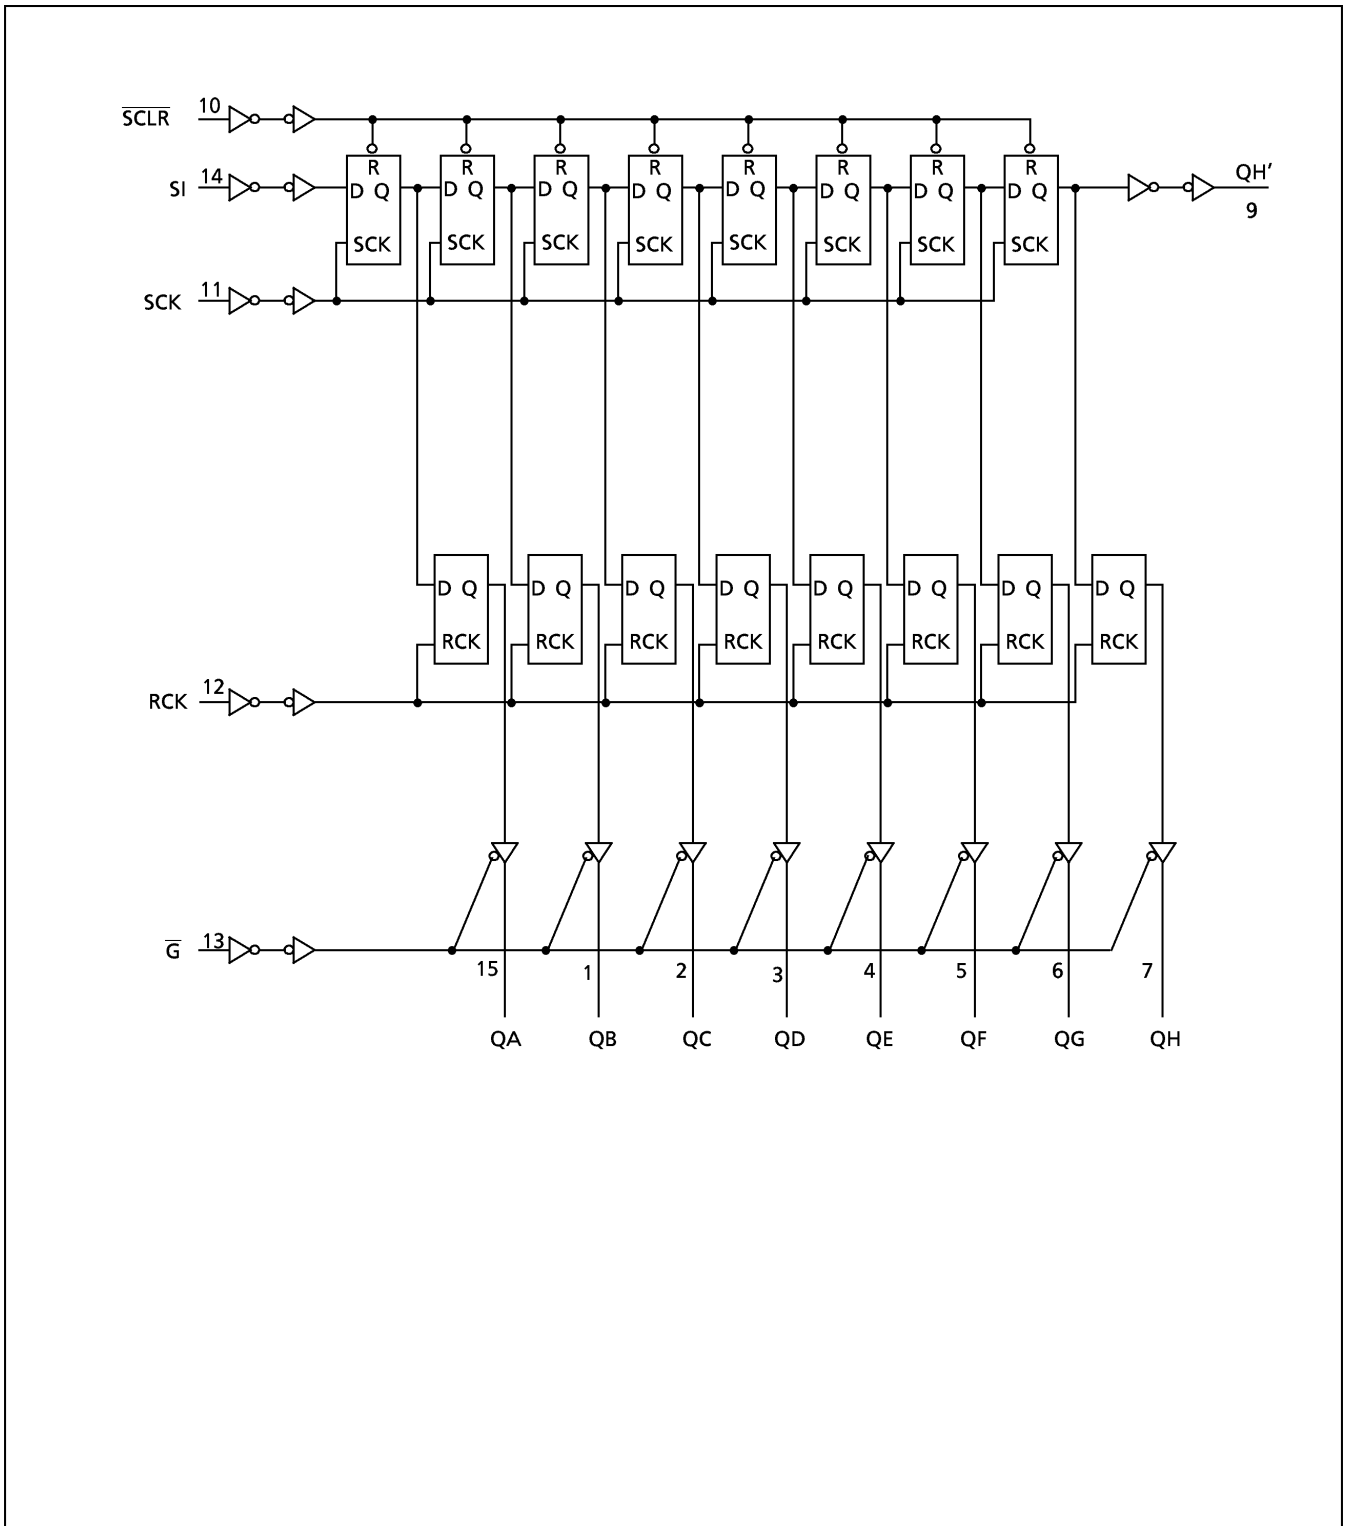 SCLR 10
R R R R R R R R
SI 14 D Q D Q D Q D Q D Q D Q D Q D Q QH' 9
SCK SCK SCK SCK SCK SCK SCK SCK
SCK 11
D Q D Q D Q D Q D Q D Q D Q D Q
RCK RCK RCK RCK RCK RCK RCK RCK
RCK 12
G 13
15 1 2 3 4 5 6 7
QA QB QC QD QE QF QG QH